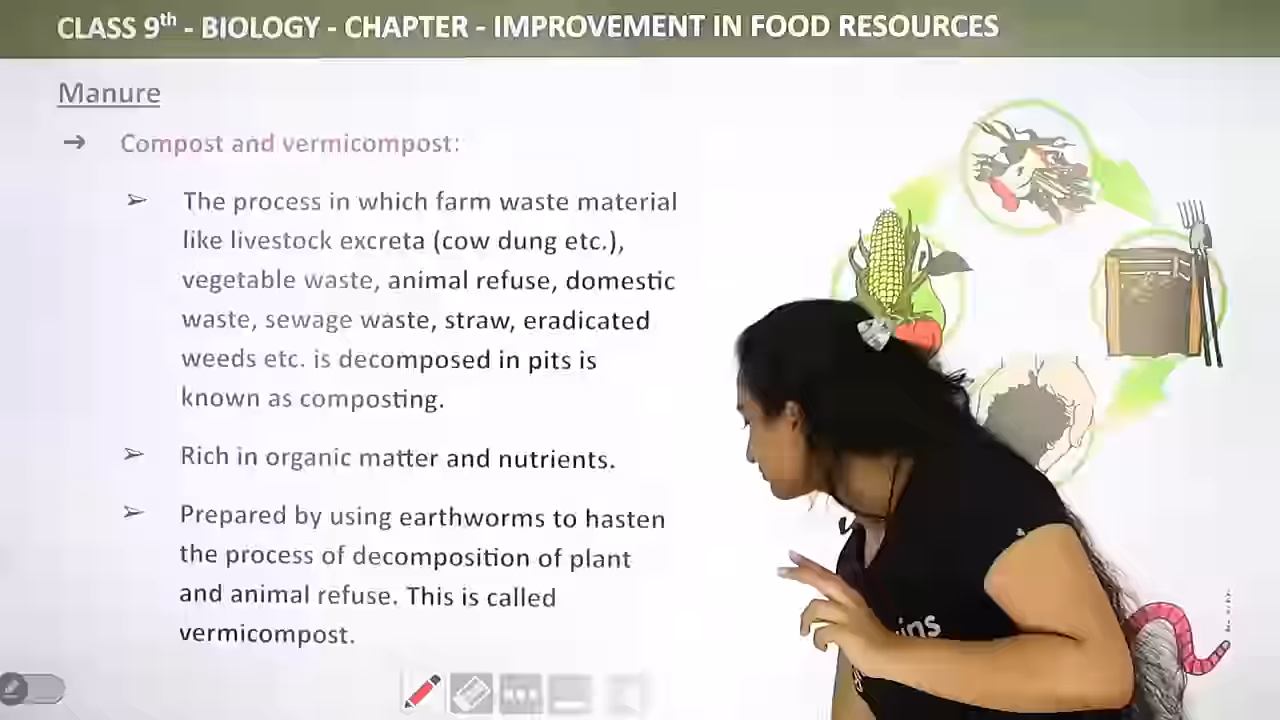 CLASS 9th - BIOLOGY - CHAPTER - IMPROVEMENT IN FOOD RESOURCES
Manure
➔ Compost and vermicompost:
➢ The process in which farm waste material
like livestock excreta (cow dung etc.),
vegetable waste, animal refuse, domestic
waste, sewage waste, straw, eradicated
weeds etc. is decomposed in pits is
known as composting.
➢ Rich in organic matter and nutrients.
➢ Prepared by using earthworms to hasten
the process of decomposition of plant
and animal refuse. This is called
vermicompost.